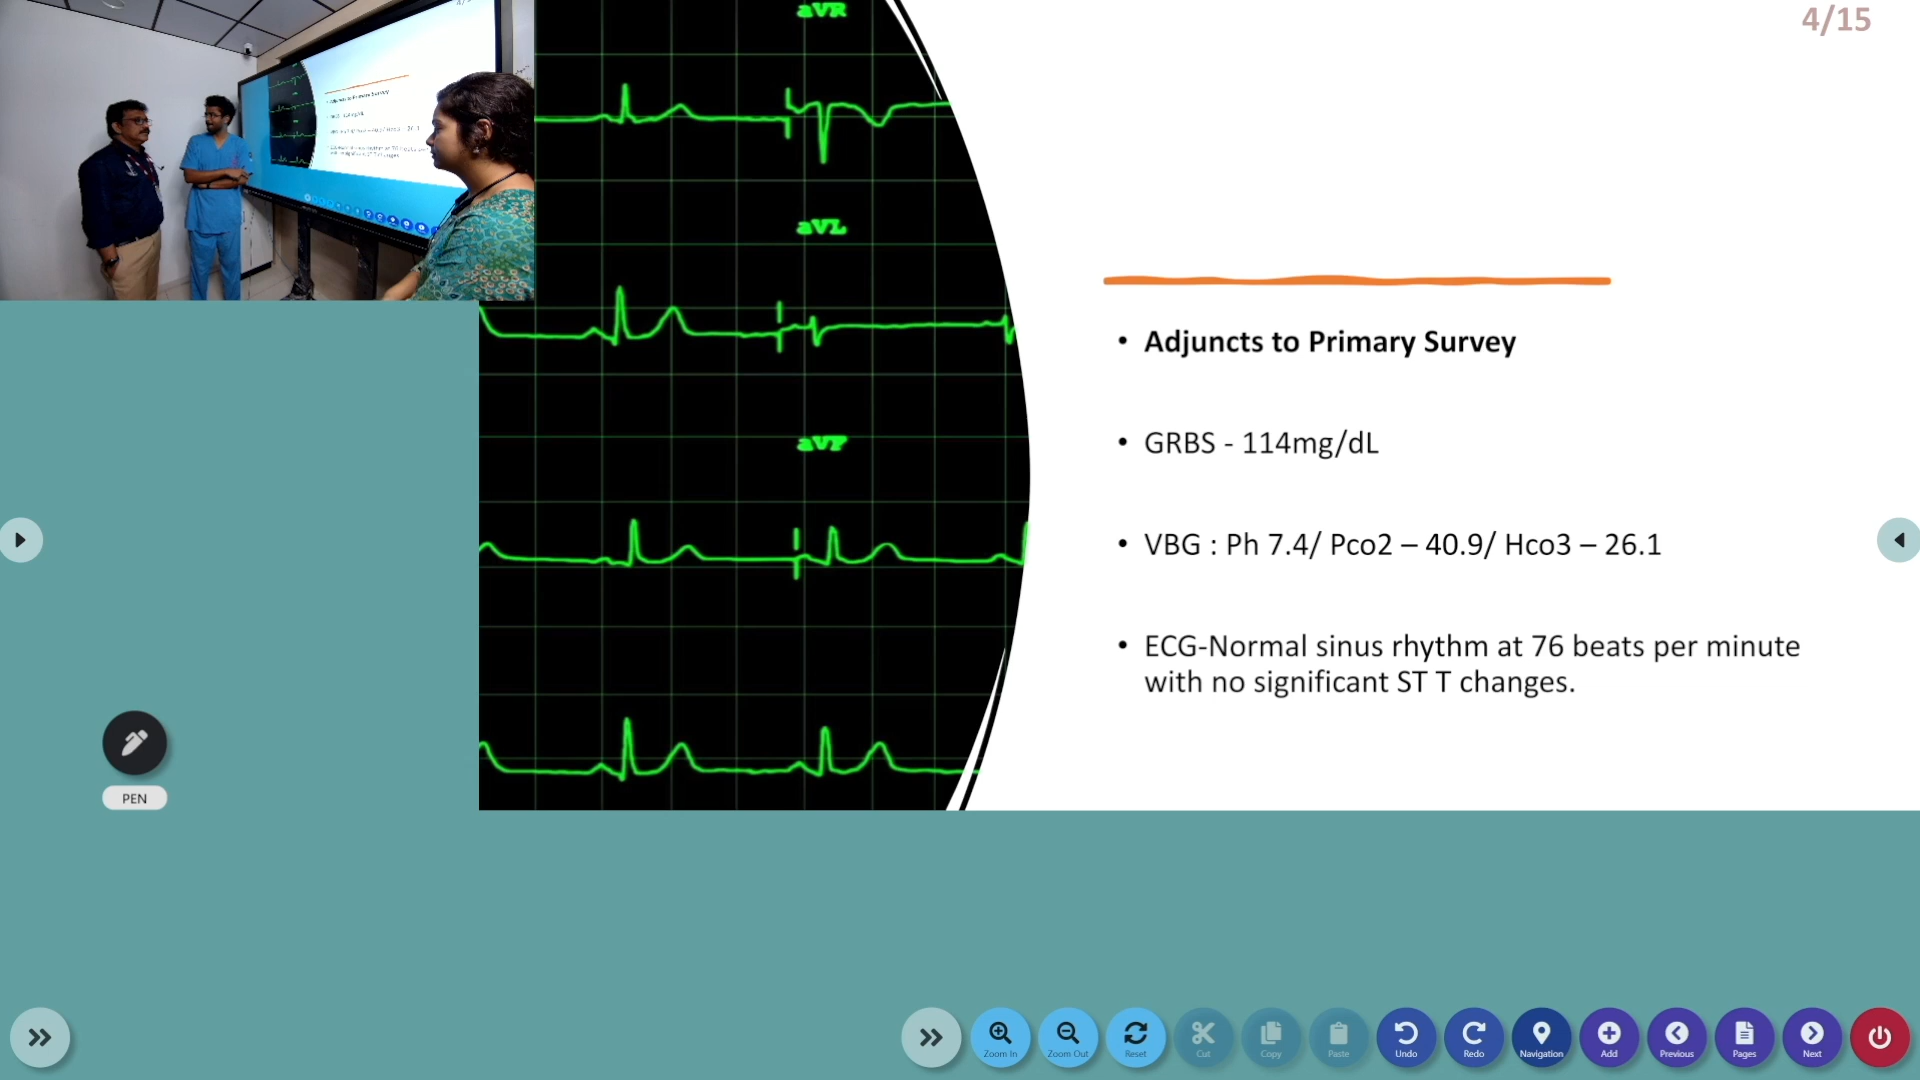 4/15
aVR
aVL
aVF
• Adjuncts to Primary Survey
• GRBS - 114mg/dL
• VBG : Ph 7.4/ Pco2 – 40.9/ Hco3 – 26.1
• ECG-Normal sinus rhythm at 76 beats per minute
with no significant ST T changes.
PEN
Zoom In
Zoom Out
Reset
Cut
Copy
Paste
Undo
Redo
Navigation
Add
Previous
Pages
Next